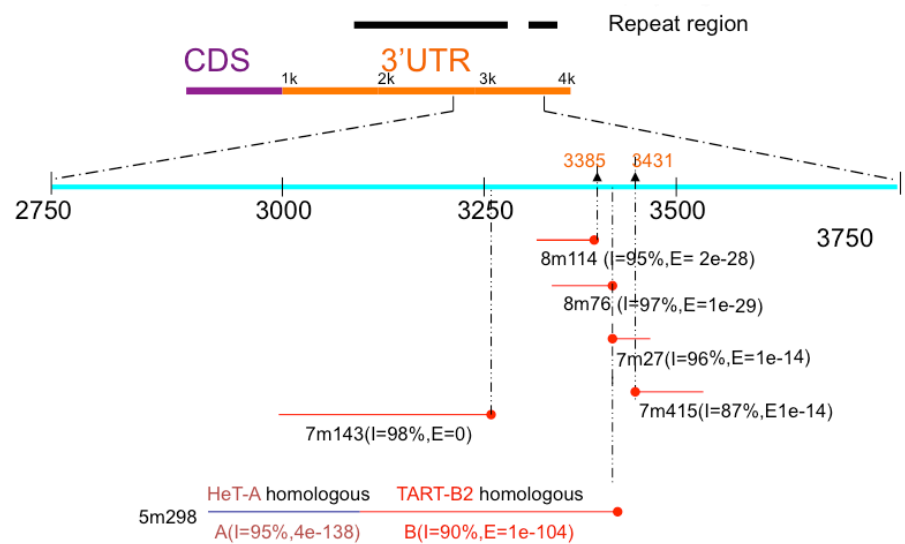 Repeat region
CDS
3’UTR
1k 2k 3k 4k
3385 3431
2750 3000 3250 3500 3750
8m114 (I=95%,E= 2e-28)
8m76 (I=97%,E=1e-29)
7m27(I=96%,E=1e-14)
7m415(I=87%,E1e-14)
7m143(I=98%,E=0)
HeT-A homologous TART-B2 homologous
5m298
A(I=95%,4e-138) B(I=90%,E=1e-104)